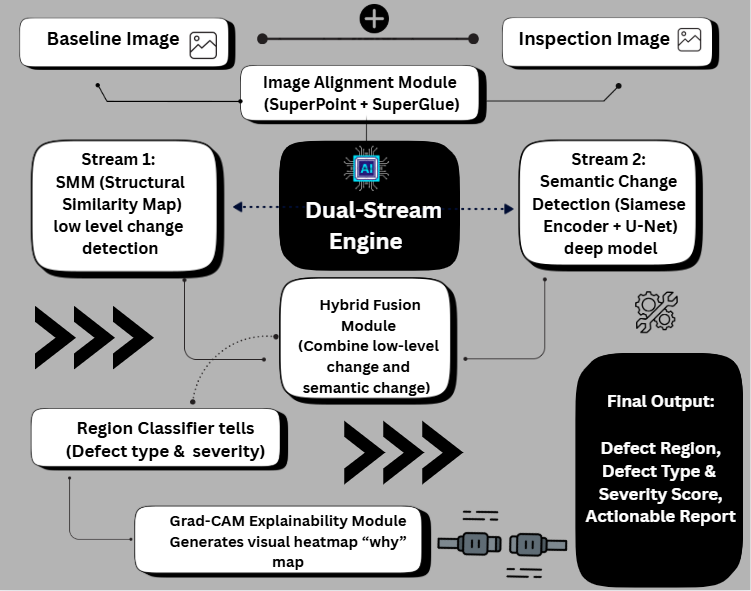 Baseline Image
Inspection Image
Image Alignment Module
(SuperPoint + SuperGlue)
Stream 1:
SMM (Structural
Similarity Map)
low level change
detection
AI
Dual-Stream
Engine
Stream 2:
Semantic Change
Detection (Siamese
Encoder + U-Net)
deep model
Hybrid Fusion
Module
(Combine low-level
change and
semantic change)
Region Classifier tells
(Defect type & severity)
Grad-CAM Explainability Module
Generates visual heatmap “why”
map
FInal Output:
Defect Region,
Defect Type &
Severity Score,
Actionable Report